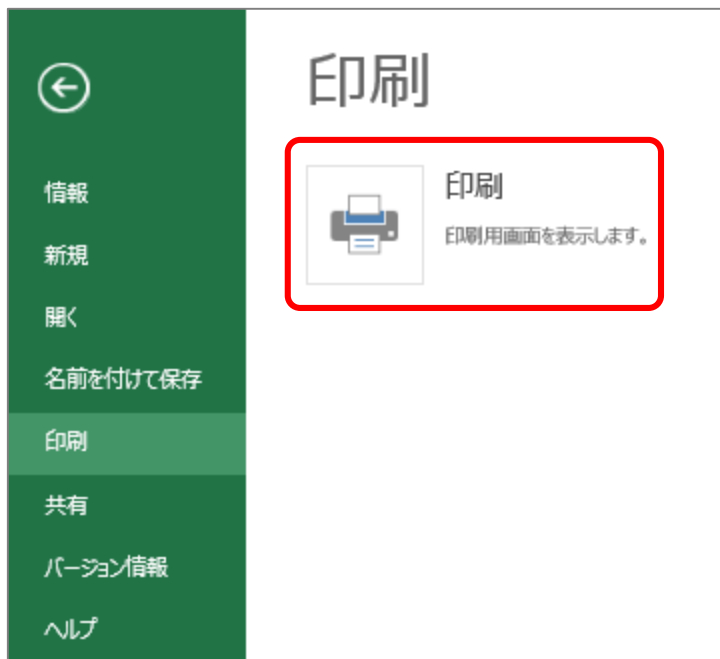 印刷
情報
新規
開く
名前を付けて保存
印刷
共有
バージョン情報
ヘルプ
印刷
印刷用画面を表示します。